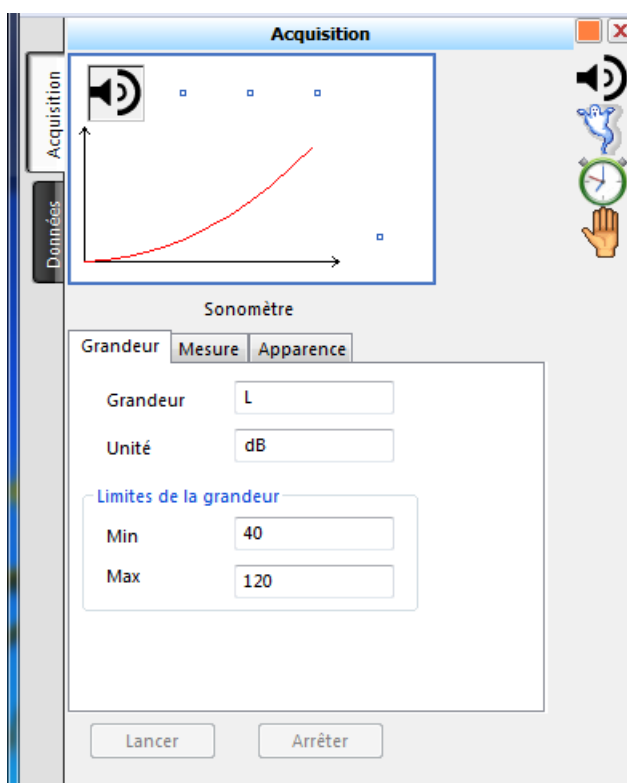 Acquisition
Acquisition
Données
Sonomètre
Grandeur Mesure Apparence
Grandeur L
Unité dB
Limites de la grandeur
Min 40
Max 120
Lancer Arrêter